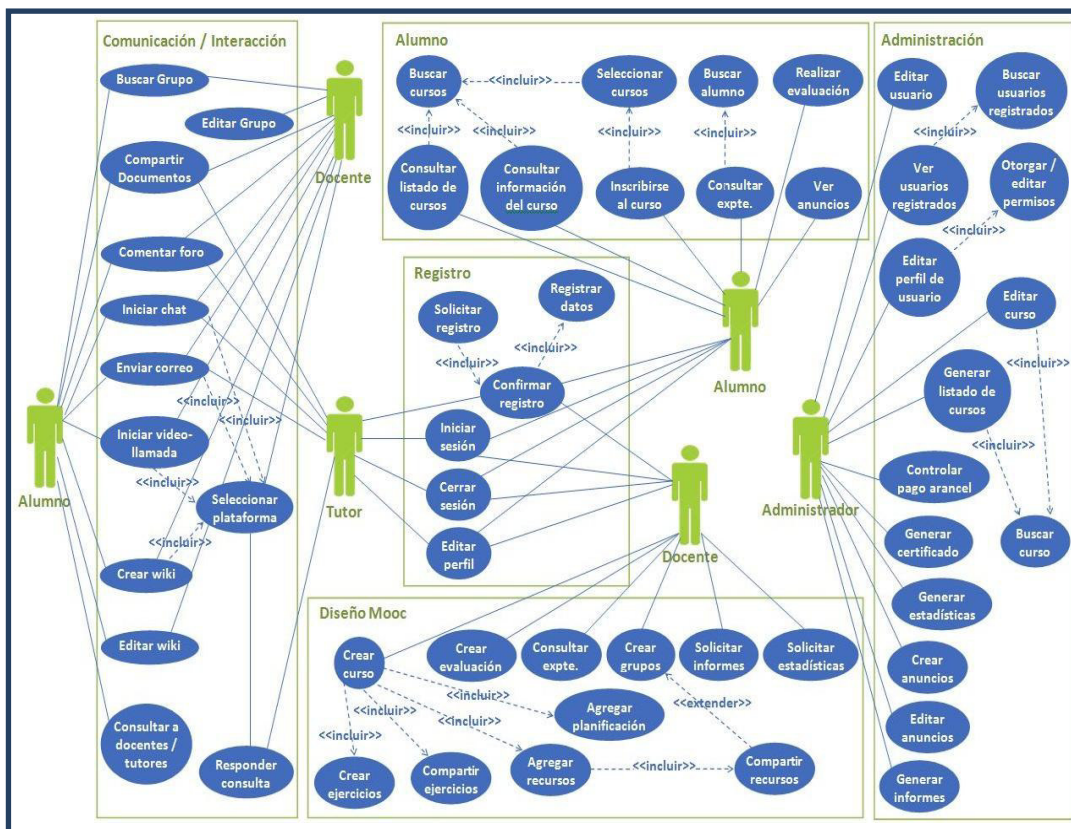 Comunicación / Interacción
Buscar Grupo
Editar Grupo
Compartir
Documentos
Comentar foro
Iniciar chat
Enviar correo
<<incluir>>
<<incluir>>
Iniciar video-
llamada
<<incluir>>
Seleccionar
plataforma
<<incluir>>
Crear wiki
Editar wiki
Consultar a
docentes /
tutores
Responder
consulta
Alumno
Docente
Tutor
Alumno
Buscar
cursos
<<incluir>>
Seleccionar
cursos
Buscar
alumno
Realizar
evaluación
<<incluir>>
<<incluir>>
<<incluir>>
<<incluir>>
Consultar
listado de
cursos
Consultar
información
del curso
Inscribirse
al curso
Consultar
expte.
Ver
anuncios
Alumno
Registro
Solicitar
registro
Registrar
datos
<<incluir>>
<<incluir>>
Confirmar
registro
Iniciar
sesión
Cerrar
sesión
Editar
perfil
Docente
Diseño Mooc
Crear
curso
Crear
evaluación
Consultar
expte.
Crear
grupos
Solicitar
informes
Solicitar
estadísticas
<<incluir>>
<<incluir>>
<<incluir>>
<<incluir>>
<<extender>>
Agregar
planificación
Crear
ejercicios
Compartir
ejercicios
Agregar
recursos
<<incluir>>
Compartir
recursos
Administración
Editar
usuario
Buscar
usuarios
registrados
<<incluir>>
Ver
usuarios
registrados
Otorgar /
editar
permisos
<<incluir>>
Editar
perfil de
usuario
Editar
curso
<<incluir>>
Generar
listado de
cursos
<<incluir>>
Administrador
Controlar
pago arancel
Generar
certificado
Buscar
curso
Generar
estadísticas
Crear
anuncios
Editar
anuncios
Generar
informes